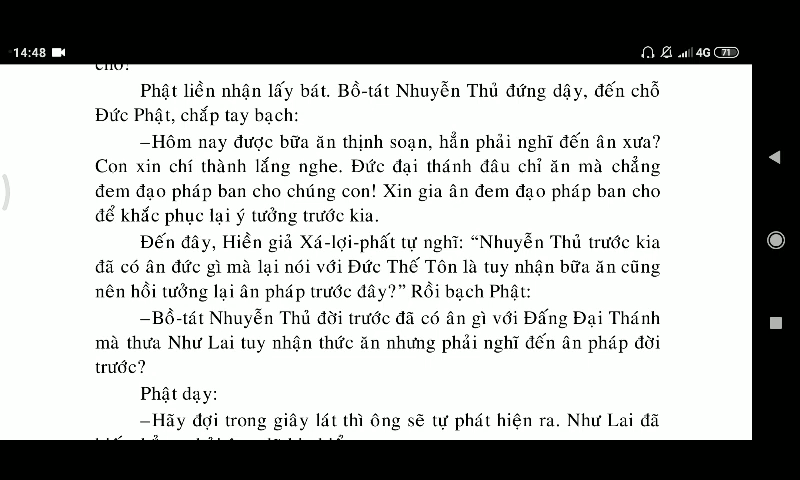 14:48
4G 71
cho!
Phật liền nhận lấy bát. Bồ-tát Nhuyễn Thủ đứng dậy, đến chỗ
Đức Phật, chắp tay bạch:
–Hôm nay được bữa ăn thịnh soạn, hẳn phải nghĩ đến ân xưa?
Con xin chí thành lắng nghe. Đức đại thánh đâu chỉ ăn mà chẳng
đem đạo pháp ban cho chúng con! Xin gia ân đem đạo pháp ban cho
để khắc phục lại ý tưởng trước kia.
Đến đây, Hiền giả Xá-lợi-phất tự nghĩ: “Nhuyễn Thủ trước kia
đã có ân đức gì mà lại nói với Đức Thế Tôn là tuy nhận bữa ăn cũng
nên hồi tưởng lại ân pháp trước đây?” Rồi bạch Phật:
–Bồ-tát Nhuyễn Thủ đời trước đã có ân gì với Đấng Đại Thánh
mà thưa Như Lai tuy nhận thức ăn nhưng phải nghĩ đến ân pháp đời
trước?
Phật dạy:
–Hãy đợi trong giây lát thì ông sẽ tự phát hiện ra. Như Lai đã